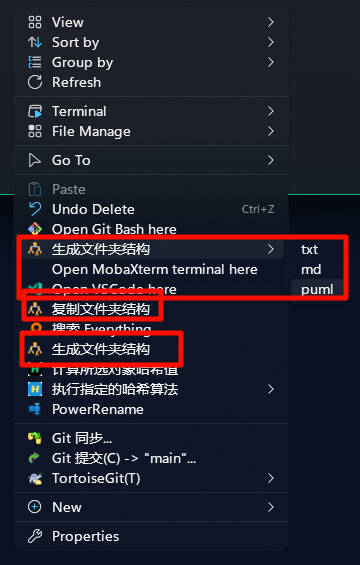 View
Sort by
Group by
Refresh
Terminal
File Manage
Go To
Paste
Undo Delete Ctrl+Z
Open Git Bash here
生成文件夹结构 txt
Open MobaXterm terminal here md
Open VSCode here puml
复制文件夹结构
搜索 Everything
生成文件夹结构
计算所选对象哈希值
执行指定的哈希算法
PowerRename
Git 同步...
Git 提交(C) -> "main"...
TortoiseGit(T)
New
Properties